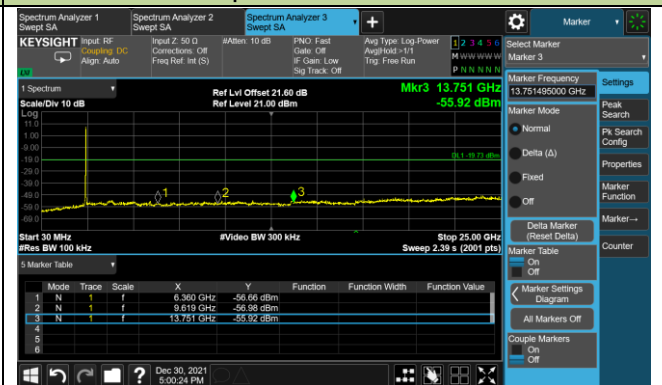 Spectrum Analyzer 1
Swept SA
Spectrum Analyzer 2
Swept SA
Spectrum Analyzer 3
Swept SA
Marker
KEYSIGHT
Input: RF
Coupling: DC
Align: Auto
Input Z: 50 Ω
Corrections: Off
Freq Ref: Int (S)
#Atten: 10 dB
PNO: Fast
Gate: Off
IF Gain: Low
Sig Track: Off
Avg Type: Log-Power
Avg|Hold:>1/1
Trig: Free Run
1 2 3 4 5 6
M W W W W W
P N N N N N
LV
Select Marker
Marker 3
1 Spectrum
Scale/Div 10 dB
Ref Lvl Offset 21.60 dB
Ref Level 21.00 dBm
Mkr3 13.751 GHz
-55.92 dBm
Log
11.0
1.00
-9.00
-19.0
-29.0
-39.0
-49.0
-59.0
-69.0
DL1 -19.73 dBm
1
2
3
Start 30 MHz
#Res BW 100 kHz
#Video BW 300 kHz
Stop 25.00 GHz
Sweep 2.39 s (2001 pts)
5 Marker Table
Mode Trace Scale X Y Function Function Width Function Value
1 N 1 f 6.360 GHz -56.66 dBm
2 N 1 f 9.619 GHz -56.98 dBm
3 N 1 f 13.751 GHz -55.92 dBm
4
5
6
Marker Frequency
13.751495000 GHz
Marker Mode
Normal
Delta (Δ)
Fixed
Off
Delta Marker
(Reset Delta)
Marker Table
On
Off
Marker Settings
Diagram
All Markers Off
Couple Markers
On
Off
Settings
Peak
Search
Pk Search
Config
Properties
Marker
Function
Marker→
Counter
?
Dec 30, 2021
5:00:24 PM